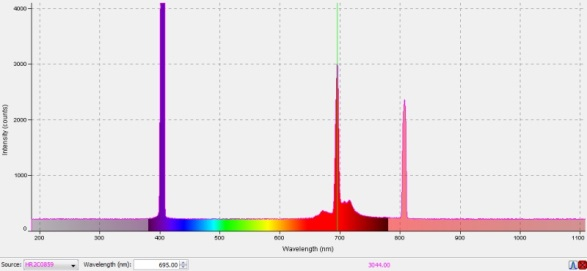 4000
3000
2000
1000
0
Intensity (counts)
200 300 400 500 600 700 800 900 1000 1100
Wavelength (nm)
Source: HR2C0859 Wavelength (nm): 695.00 3044.00